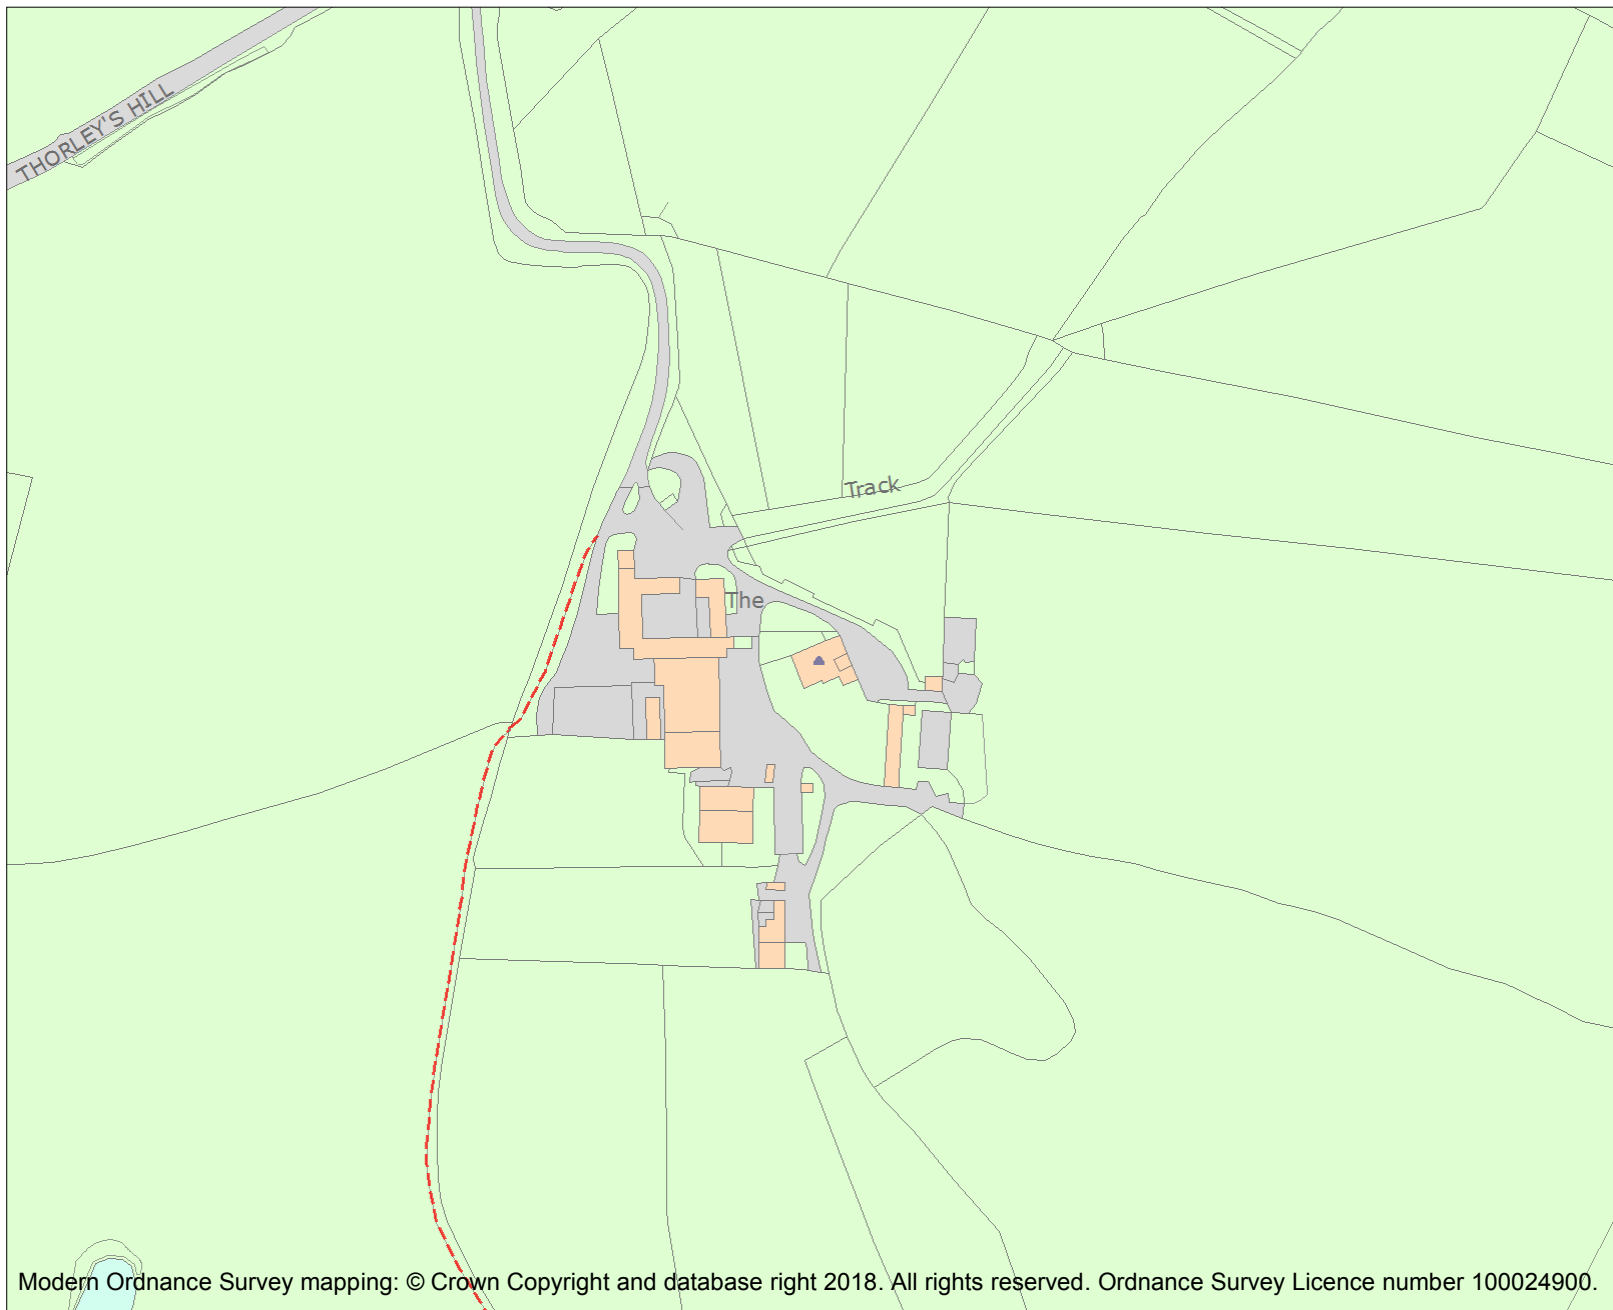 THORLEY'S HILL
Track
The
Modern Ordnance Survey mapping: © Crown Copyright and database right 2018. All rights reserved. Ordnance Survey Licence number 100024900.